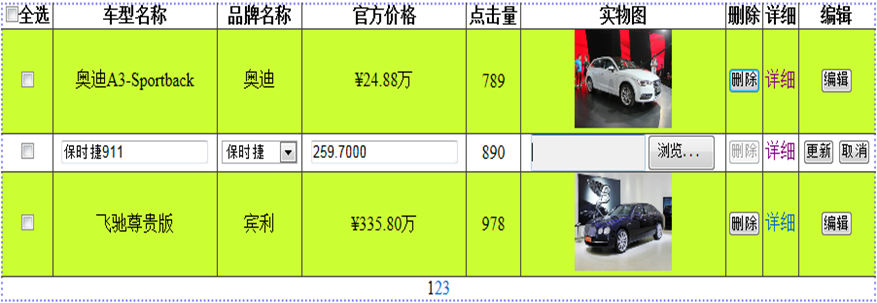 全选 车型名称 品牌名称 官方价格 点击量 实物图 删除 详细 编辑
奥迪A3-Sportback 奥迪 ¥24.88万 789 删除 详细 编辑
保时捷911 保时捷 259.7000 890 浏览... 删除 详细 更新 取消
飞驰尊贵版 宾利 ¥335.80万 978 删除 详细 编辑
123